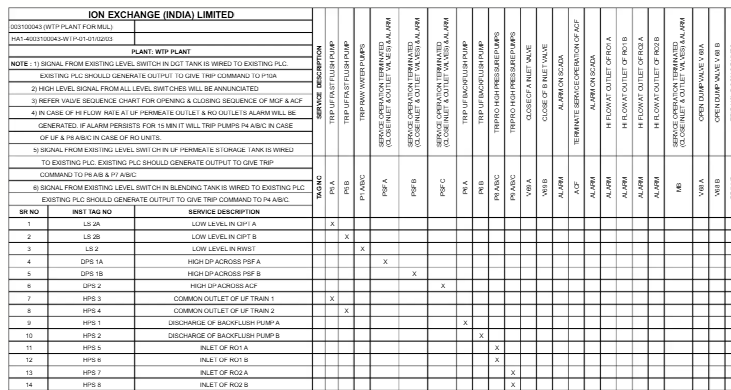 ION EXCHANGE (INDIA) LIMITED
003100043 (WTP PLANT FOR MUL)
HA1-4003100043-WTP-01-01/02/03
PLANT: WTP PLANT
NOTE : 1) SIGNAL FROM EXISTING LEVEL SWITCH IN DGT TANK IS WIRED TO EXISTING PLC.
EXISTING PLC SHOULD GENERATE OUTPUT TO GIVE TRIP COMMAND TO P10A
2) HIGH LEVEL SIGNAL FROM ALL LEVEL SWITCHES WILL BE ANNUNCIATED
3) REFER VALVE SEQUENCE CHART FOR OPENING & CLOSING SEQUENCE OF MGF & ACF
4) IN CASE OF HI FLOW RATE AT UF PERMEATE OUTLET & RO OUTLETS ALARM WILL BE
GENERATED. IF ALARM PERSISTS FOR 15 MIN IT WILL TRIP PUMPS P4 A/B/C IN CASE
OF UF & P8 A/B/C IN CASE OF RO UNITS.
5) SIGNAL FROM EXISTING LEVEL SWITCH IN UF PERMEATE STORAGE TANK IS WIRED
TO EXISTING PLC. EXISTING PLC SHOULD GENERATE OUTPUT TO GIVE TRIP
COMMAND TO P6 A/B & P7 A/B/C
6) SIGNAL FROM EXISTING LEVEL SWITCH IN BLENDING TANK IS WIRED TO EXISTING PLC
EXISTING PLC SHOULD GENERATE OUTPUT TO GIVE TRIP COMMAND TO P4 A/B/C.
SERVICE DESCRIPTION
TRIP UF FAST FLUSH PUMP
TRIP UF FAST FLUSH PUMP
TRIP RAW WATER PUMPS
SERVICE OPERATION TERMINATED
(CLOSE INLET & OUTLET VALVES) & ALARM
SERVICE OPERATION TERMINATED
(CLOSE INLET & OUTLET VALVES) & ALARM
SERVICE OPERATION TERMINATED
(CLOSE INLET & OUTLET VALVES) & ALARM
TRIP UF BACKFLUSH PUMP
TRIP UF BACKFLUSH PUMP
TRIP RO HIGH PRESSURE PUMPS
TRIP RO HIGH PRESSURE PUMPS
CLOSE CF A INLET VALVE
CLOSE CF B INLET VALVE
ALARM ON SCADA
TERMINATE SERVICE OPERATION OF ACF
ALARM ON SCADA
HI FLOW AT OUTLET OF RO1 A
HI FLOW AT OUTLET OF RO1 B
HI FLOW AT OUTLET OF RO2 A
HI FLOW AT OUTLET OF RO2 B
SERVICE OPERATION TERMINATED
(CLOSE INLET & OUTLET VALVES) & ALARM
OPEN DUMP VALVE V 68 A
OPEN DUMP VALVE V 68 B
TAG NO
P5 A
P5 B
P1 A/B/C
PSF A
PSF B
PSF C
P6 A
P6 B
P8 A/B/C
P9 A/B/C
V69 A
V69 B
ALARM
ACF
ALARM
ALARM
ALARM
ALARM
ALARM
MB
V68 A
V68 B
SR NO INST TAG NO SERVICE DESCRIPTION
1 LS 2A LOW LEVEL IN CIPT A X
2 LS 2B LOW LEVEL IN CIPT B X
3 LS 2 LOW LEVEL IN RWST X
4 DPS 1A HIGH DP ACROSS PSF A X
5 DPS 1B HIGH DP ACROSS PSF B X
6 DPS 2 HIGH DP ACROSS ACF X
7 HPS 3 COMMON OUTLET OF UF TRAIN 1 X
8 HPS 4 COMMON OUTLET OF UF TRAIN 2 X
9 HPS 1 DISCHARGE OF BACKFLUSH PUMP A X
10 HPS 2 DISCHARGE OF BACKFLUSH PUMP B X
11 HPS 5 INLET OF RO1 A X
12 HPS 6 INLET OF RO1 B X
13 HPS 7 INLET OF RO2 A X
14 HPS 8 INLET OF RO2 B X